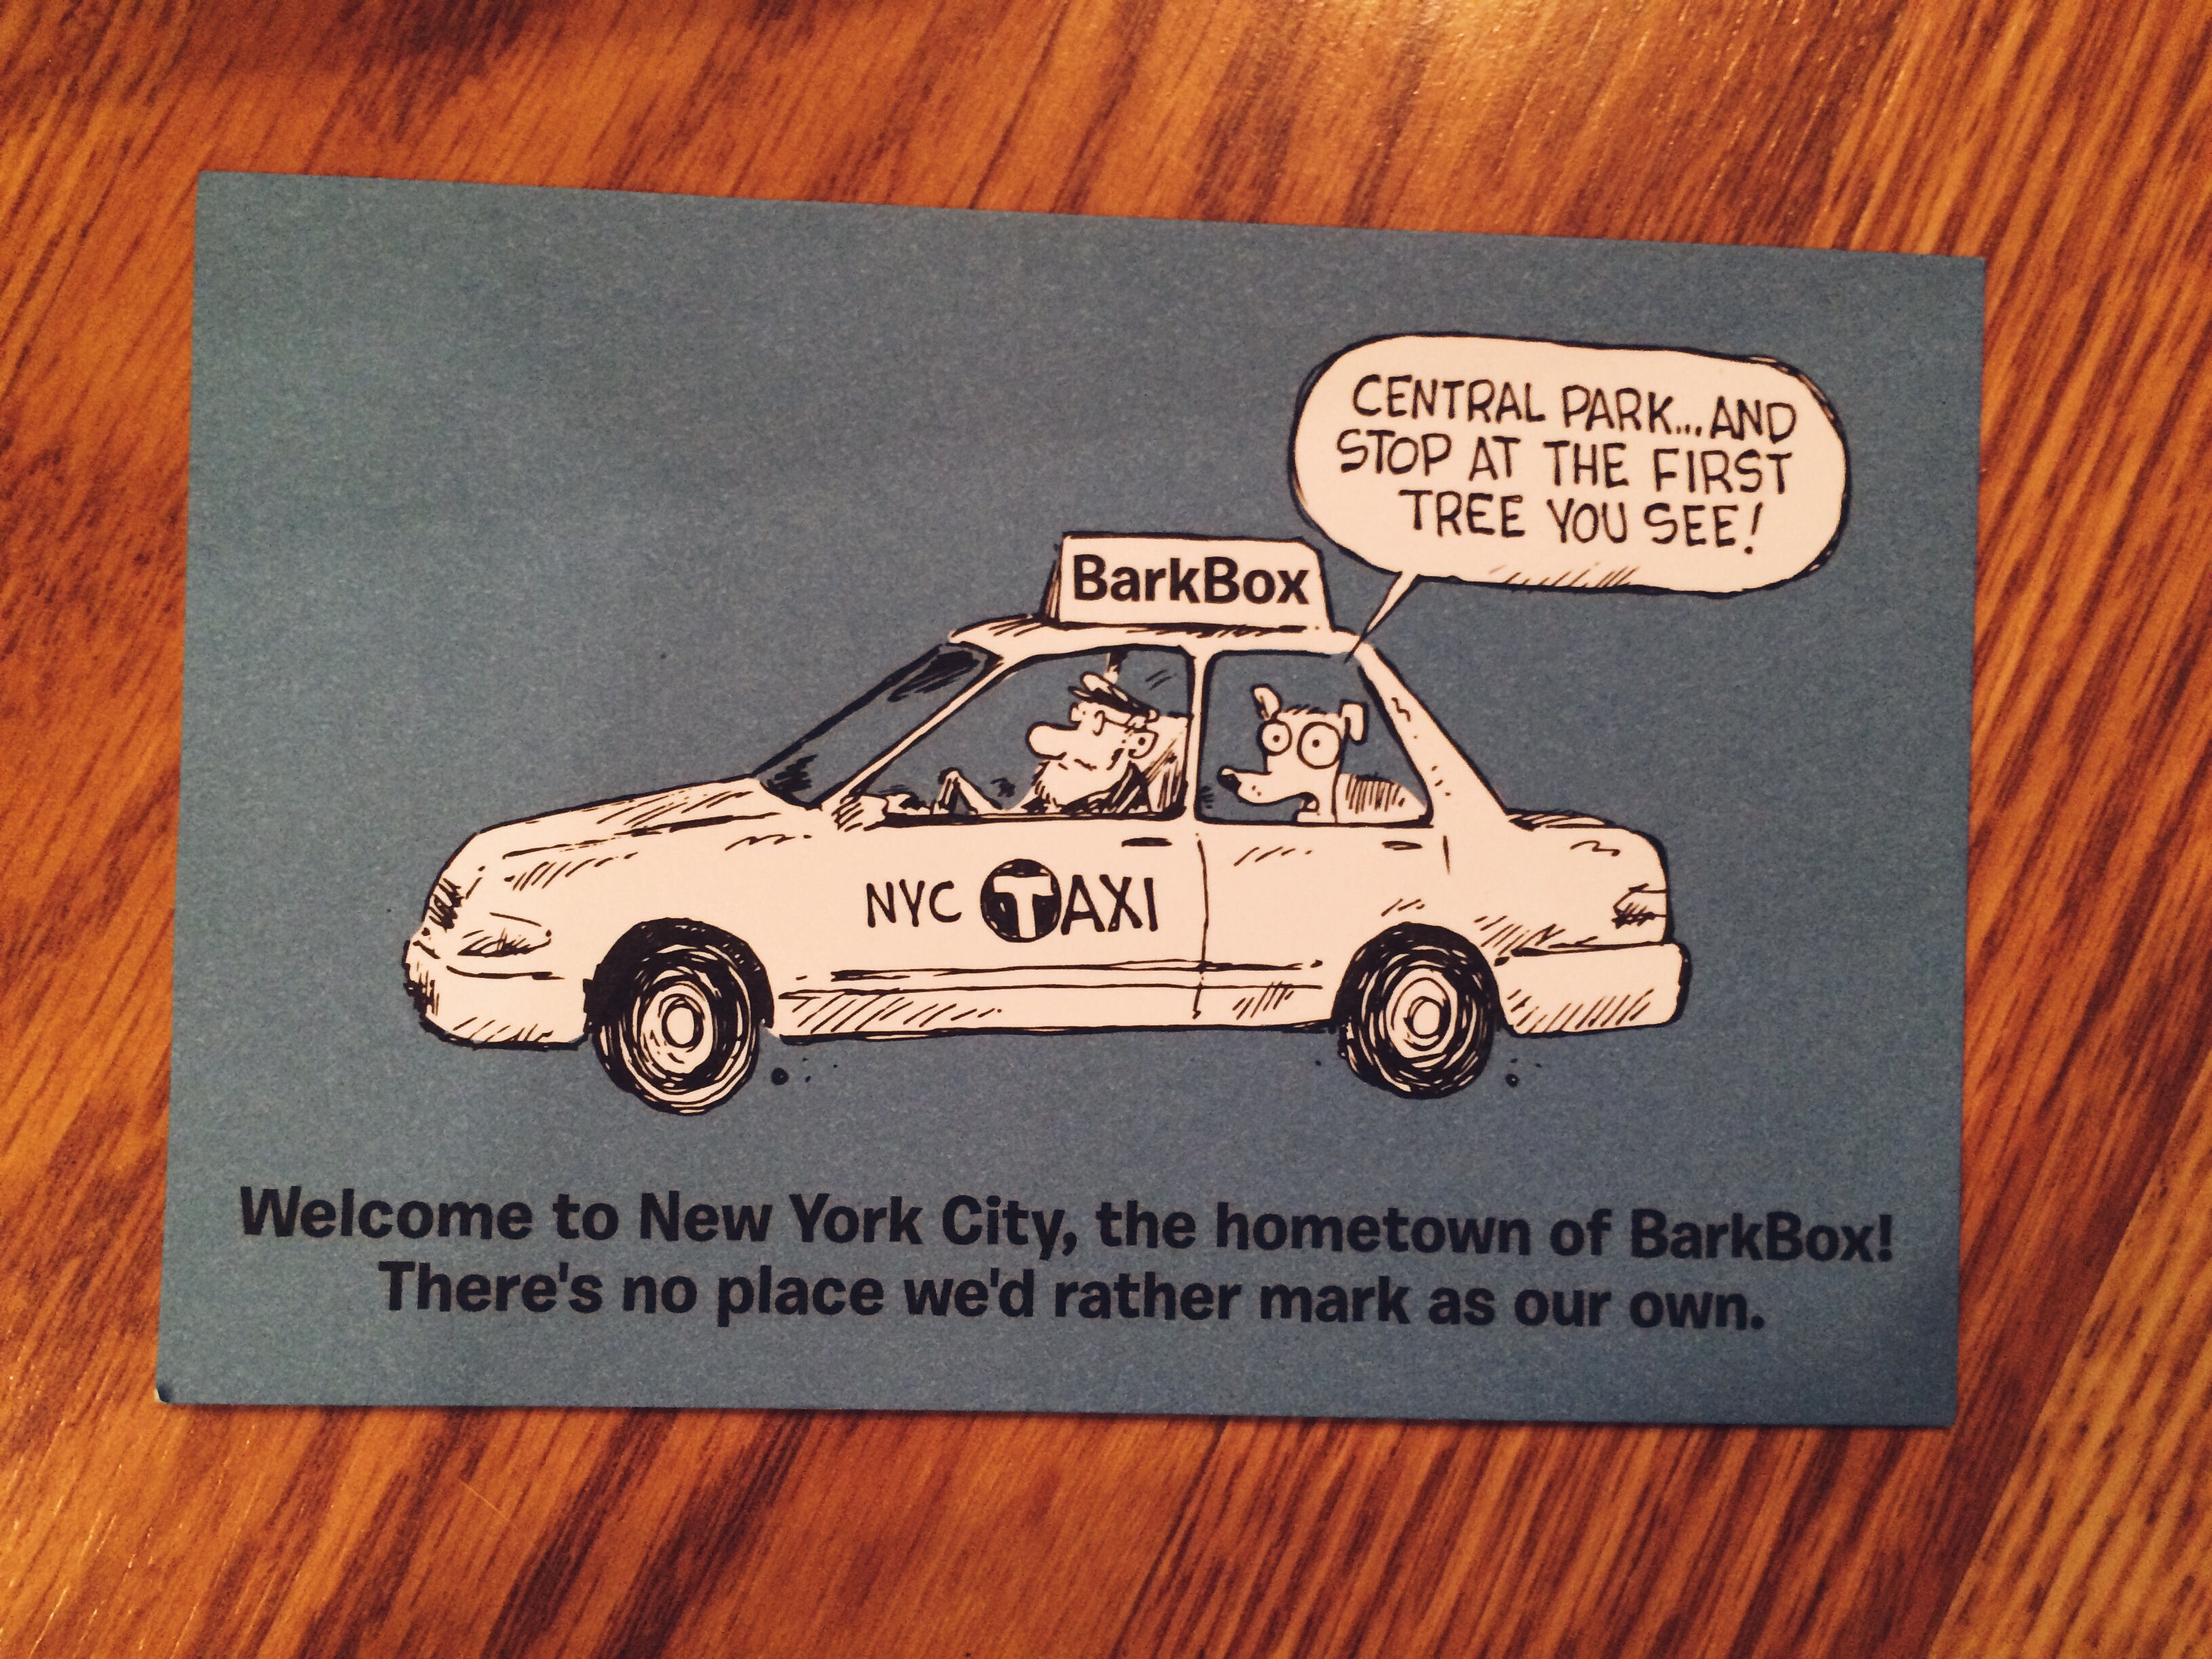 CENTRAL PARK...AND
STOP AT THE FIRST
TREE YOU SEE!
BarkBox
NYC TAXI
Welcome to New York City, the hometown of BarkBox!
There's no place we'd rather mark as our own.